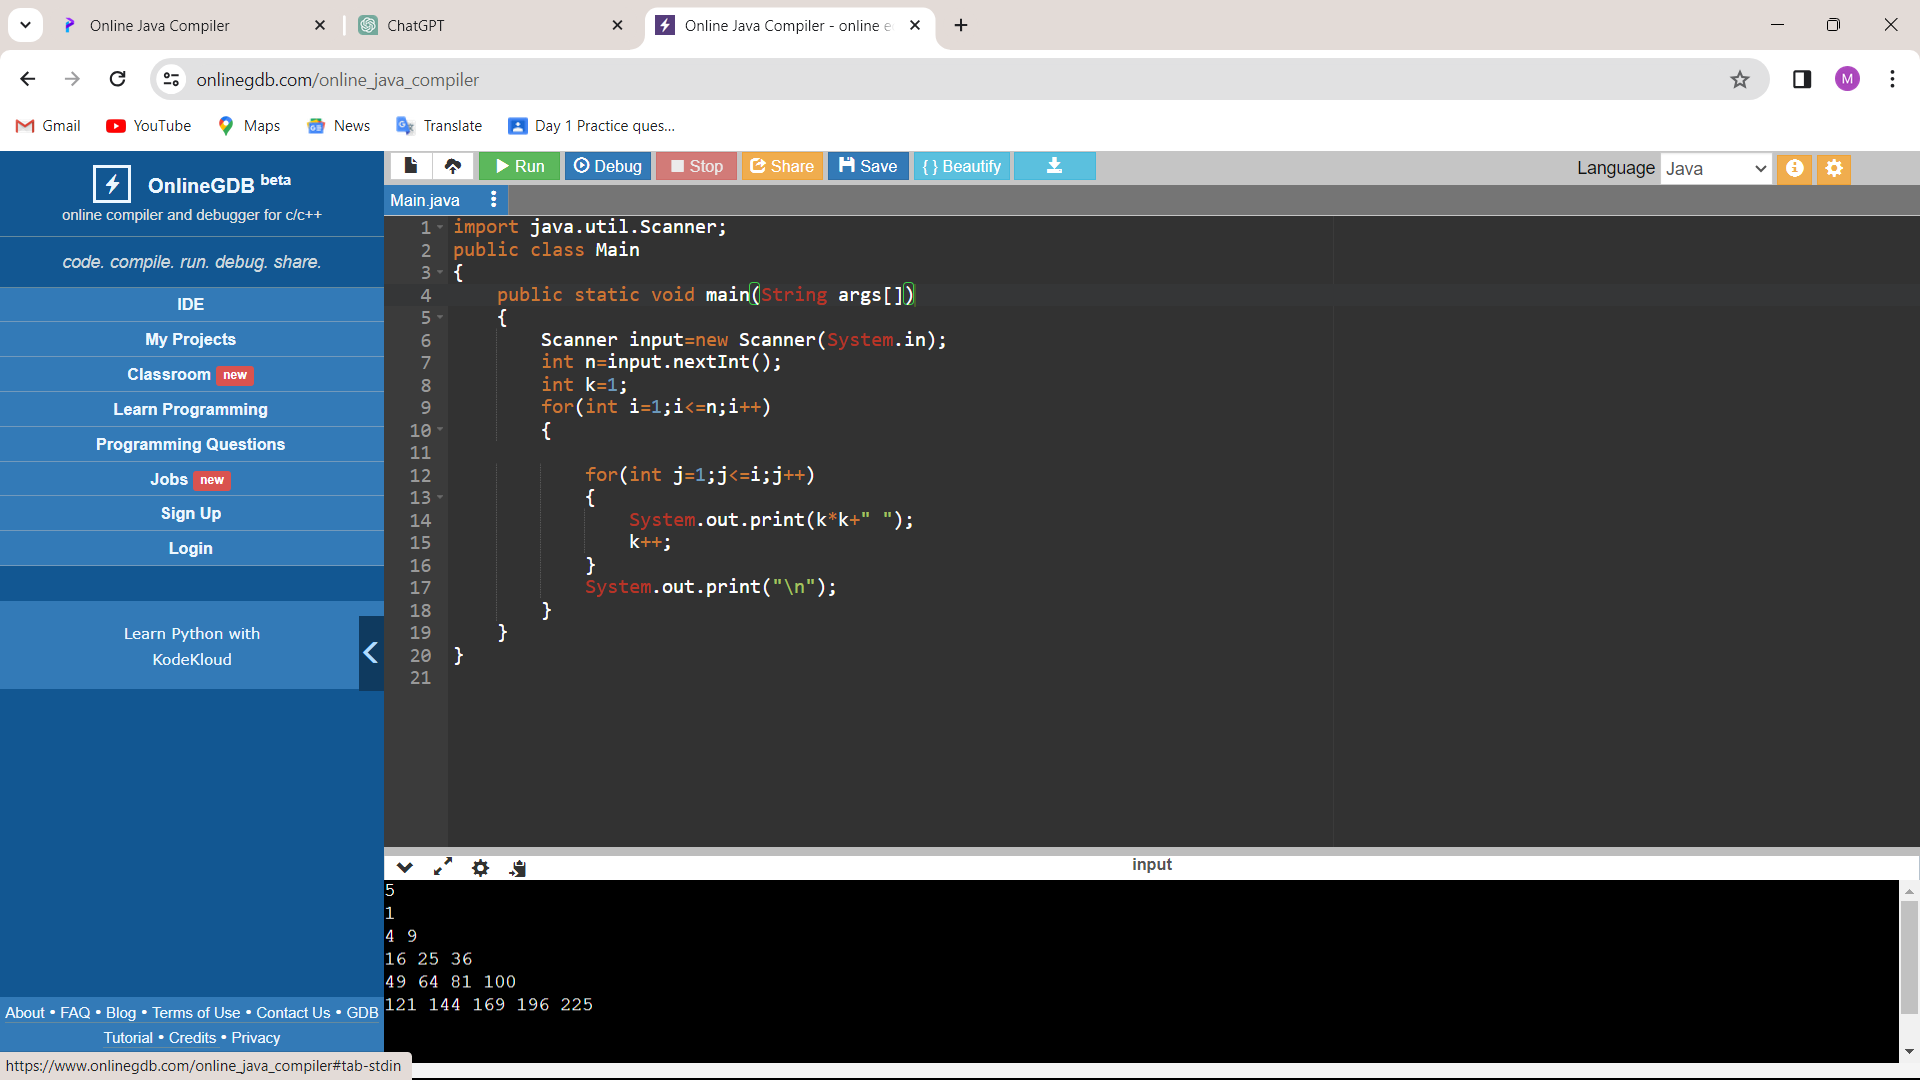 Online Java Compiler
ChatGPT
Online Java Compiler - online e
onlinegdb.com/online_java_compiler
M
Gmail
YouTube
Maps
News
Translate
Day 1 Practice ques...
OnlineGDB beta
online compiler and debugger for c/c++
code. compile. run. debug. share.
IDE
My Projects
Classroom new
Learn Programming
Programming Questions
Jobs new
Sign Up
Login
Learn Python with
KodeKloud
About • FAQ • Blog • Terms of Use • Contact Us • GDB
Tutorial • Credits • Privacy
https://www.onlinegdb.com/online_java_compiler#tab-stdin
Run
Debug
Stop
Share
Save
{ } Beautify
Language Java
Main.java
1 import java.util.Scanner;
2 public class Main
3 {
4     public static void main(String args[])
5     {
6         Scanner input=new Scanner(System.in);
7         int n=input.nextInt();
8         int k=1;
9         for(int i=1;i<=n;i++)
10         {
11
12             for(int j=1;j<=i;j++)
13             {
14                 System.out.print(k*k+" ");
15                 k++;
16             }
17             System.out.print("\n");
18         }
19     }
20 }
21
input
5
1
4 9
16 25 36
49 64 81 100
121 144 169 196 225